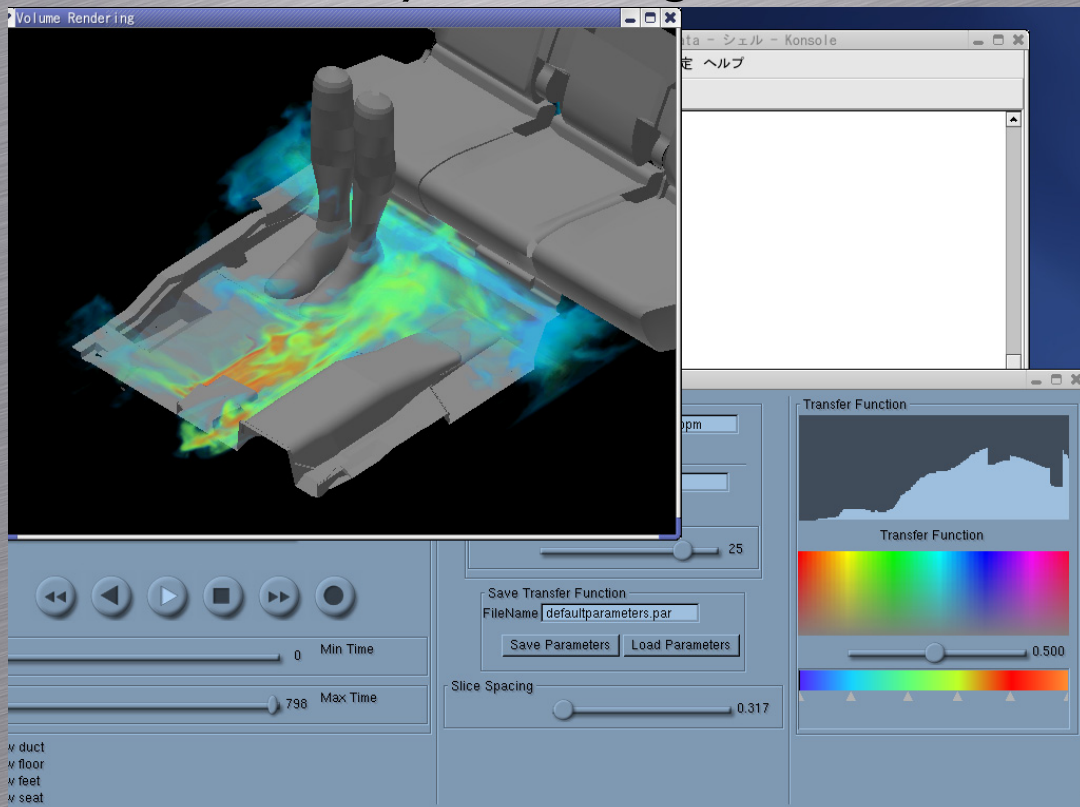 Volume Rendering
ata - シェル - Konsole
定 ヘルプ
ppm
25
Save Transfer Function
FileName defaultparameters.par
Save Parameters Load Parameters
Slice Spacing
0.317
0 Min Time
798 Max Time
w duct
w floor
w feet
w seat
Transfer Function
Transfer Function
0.500